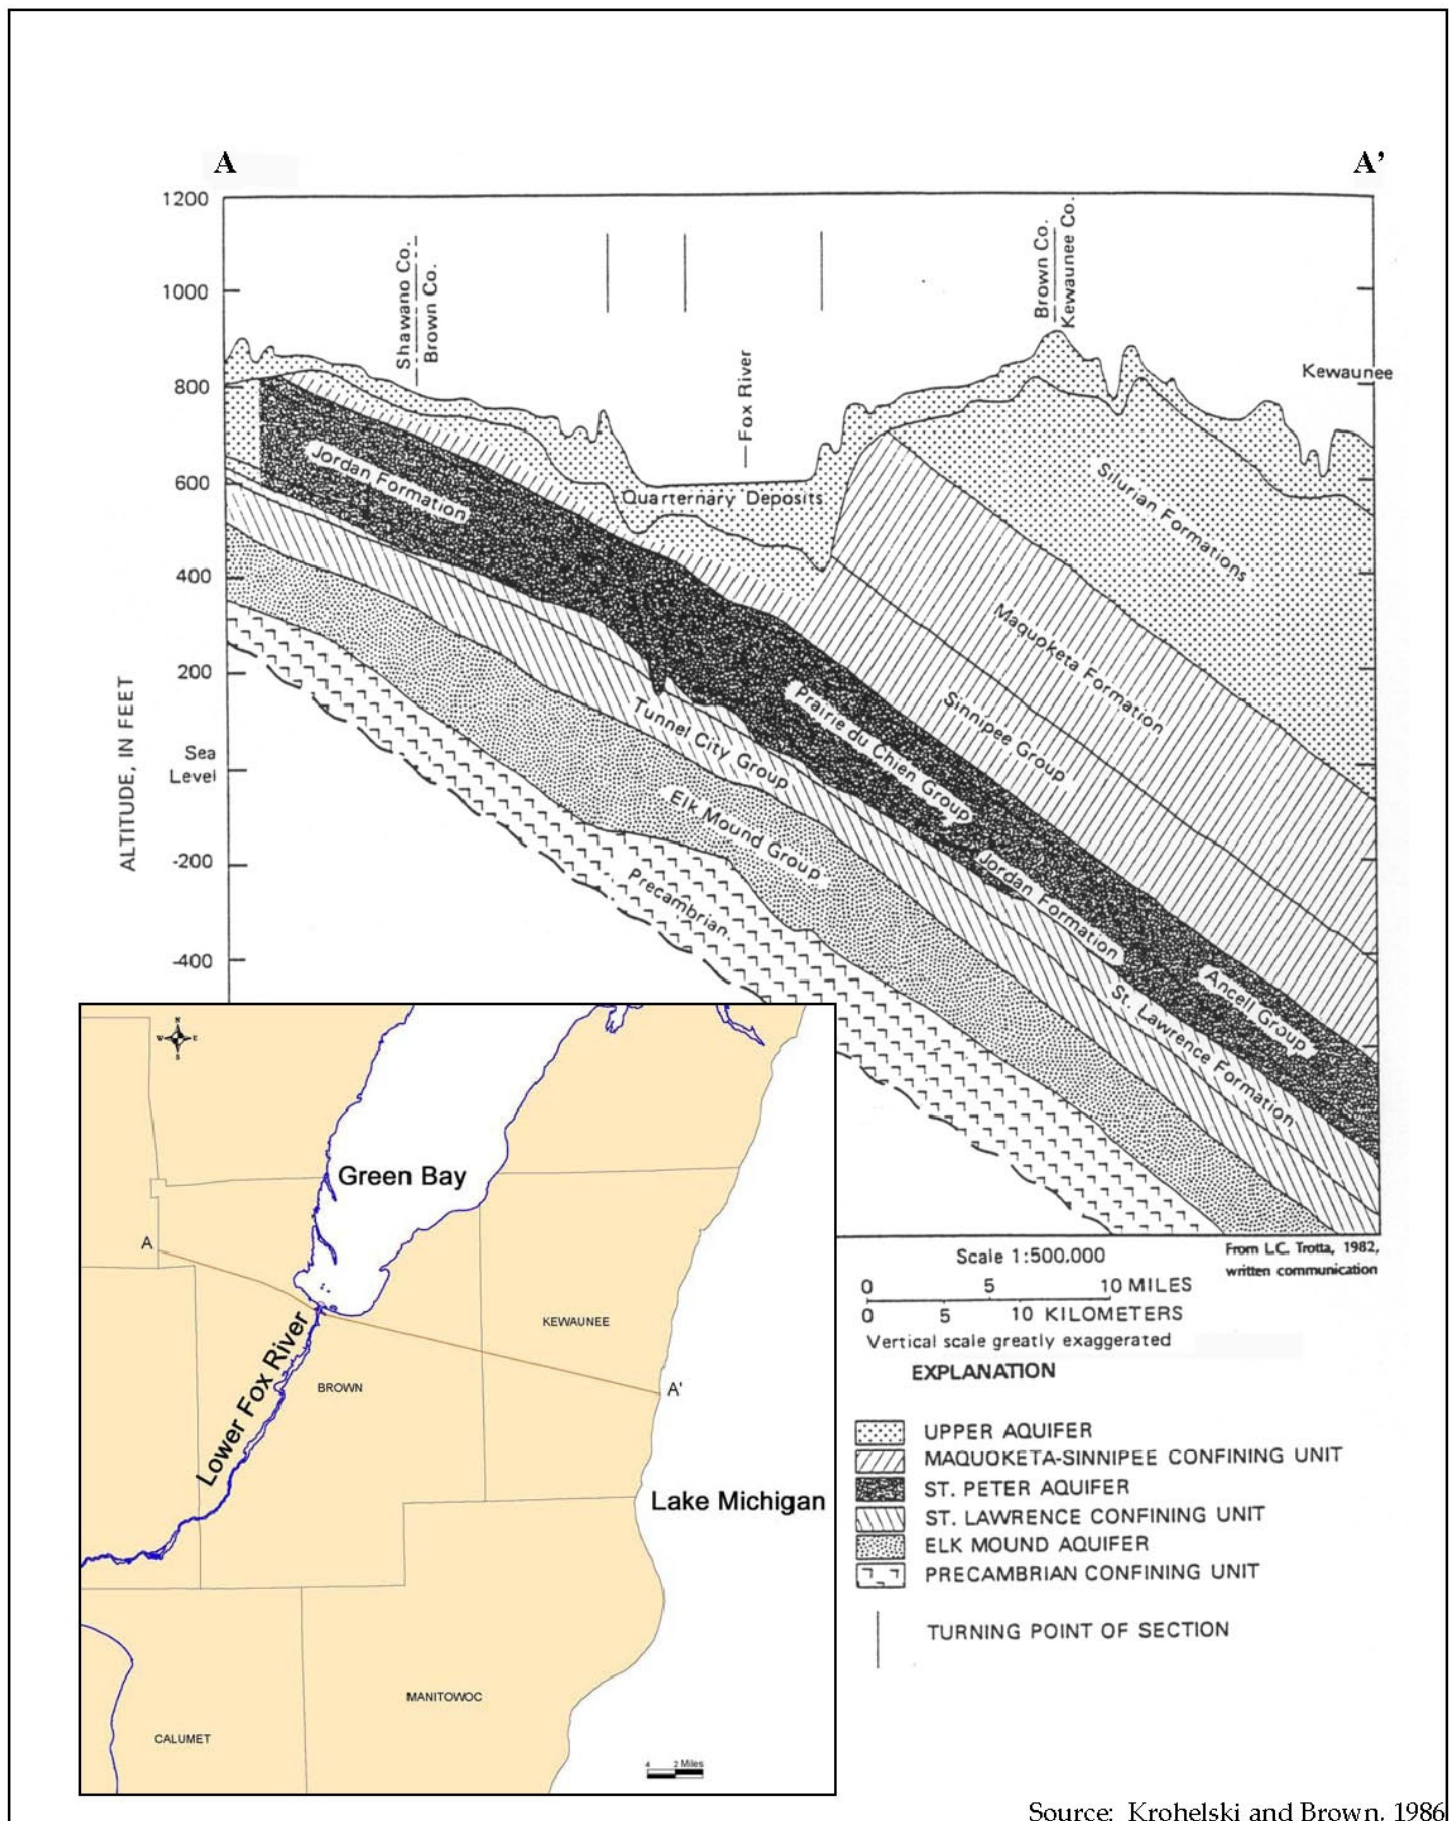 A
A’
1200
1000
800
600
400
200
Sea
Level
-200
-400
ALTITUDE, IN FEET
Shawano Co.
Brown Co.
Fox River
Brown Co.
Kewaunee Co.
Kewaunee
Jordan Formation
Quarternary Deposits
Silurian Formations
Maquoketa Formation
Sinnipee Group
Prairie du Chien Group
Tunnel City Group
Elk Mound Group
Precambrian
Jordan Formation
Ancell Group
St. Lawrence Formation
N
W
E
S
Green Bay
A
KEWAUNEE
Lower Fox River
BROWN
A'
Lake Michigan
MANITOWOC
CALUMET
4 2 Miles
Scale 1:500,000
From L.C. Trotta, 1982,
written communication
0 5 10 MILES
0 5 10 KILOMETERS
Vertical scale greatly exaggerated
EXPLANATION
UPPER AQUIFER
MAQUOKETA-SINNIPEE CONFINING UNIT
ST. PETER AQUIFER
ST. LAWRENCE CONFINING UNIT
ELK MOUND AQUIFER
PRECAMBRIAN CONFINING UNIT
TURNING POINT OF SECTION
Source: Krohelski and Brown, 1986